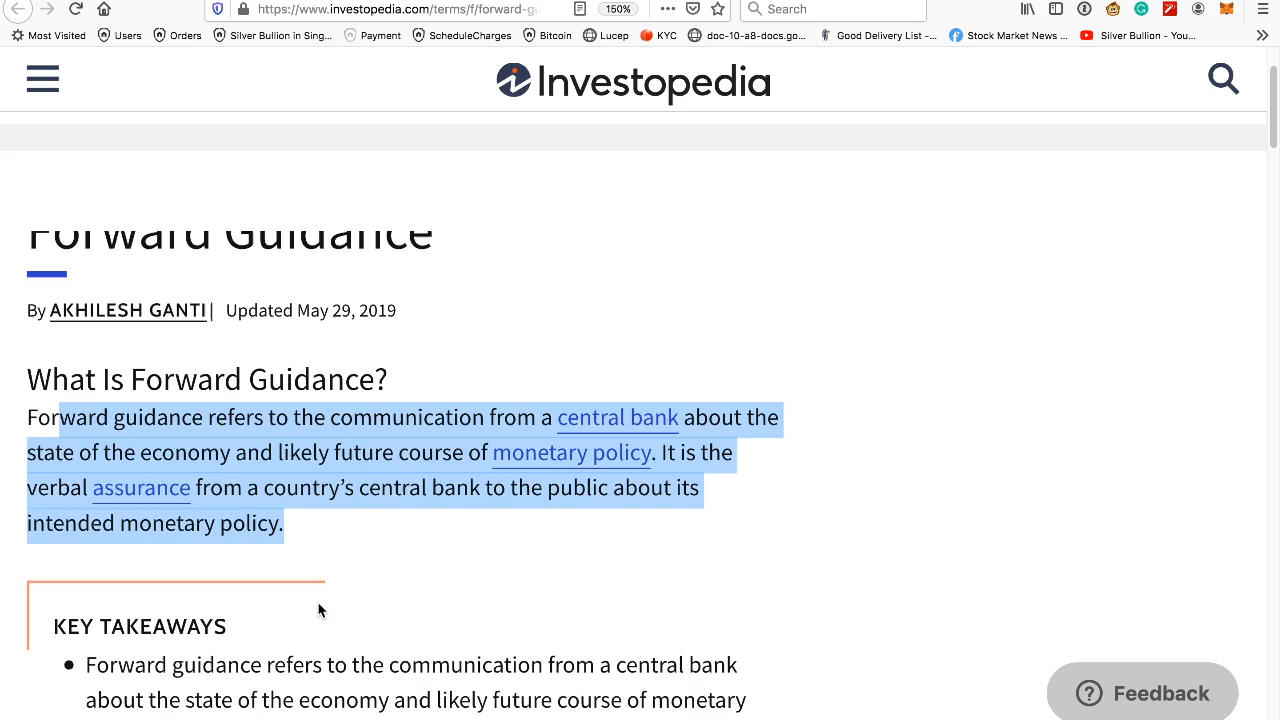 https://www.investopedia.com/terms/f/forward-gu
150%
Search
Most Visited
Users
Orders
Silver Bullion in Sing...
Payment
ScheduleCharges
Bitcoin
Lucep
KYC
doc-10-a8-docs.go...
Good Delivery List -...
Stock Market News ...
Silver Bullion - You...
Investopedia
Forward Guidance
By AKHILESH GANTI | Updated May 29, 2019
What Is Forward Guidance?
Forward guidance refers to the communication from a central bank about the
state of the economy and likely future course of monetary policy. It is the
verbal assurance from a country’s central bank to the public about its
intended monetary policy.
KEY TAKEAWAYS
● Forward guidance refers to the communication from a central bank
about the state of the economy and likely future course of monetary
Feedback